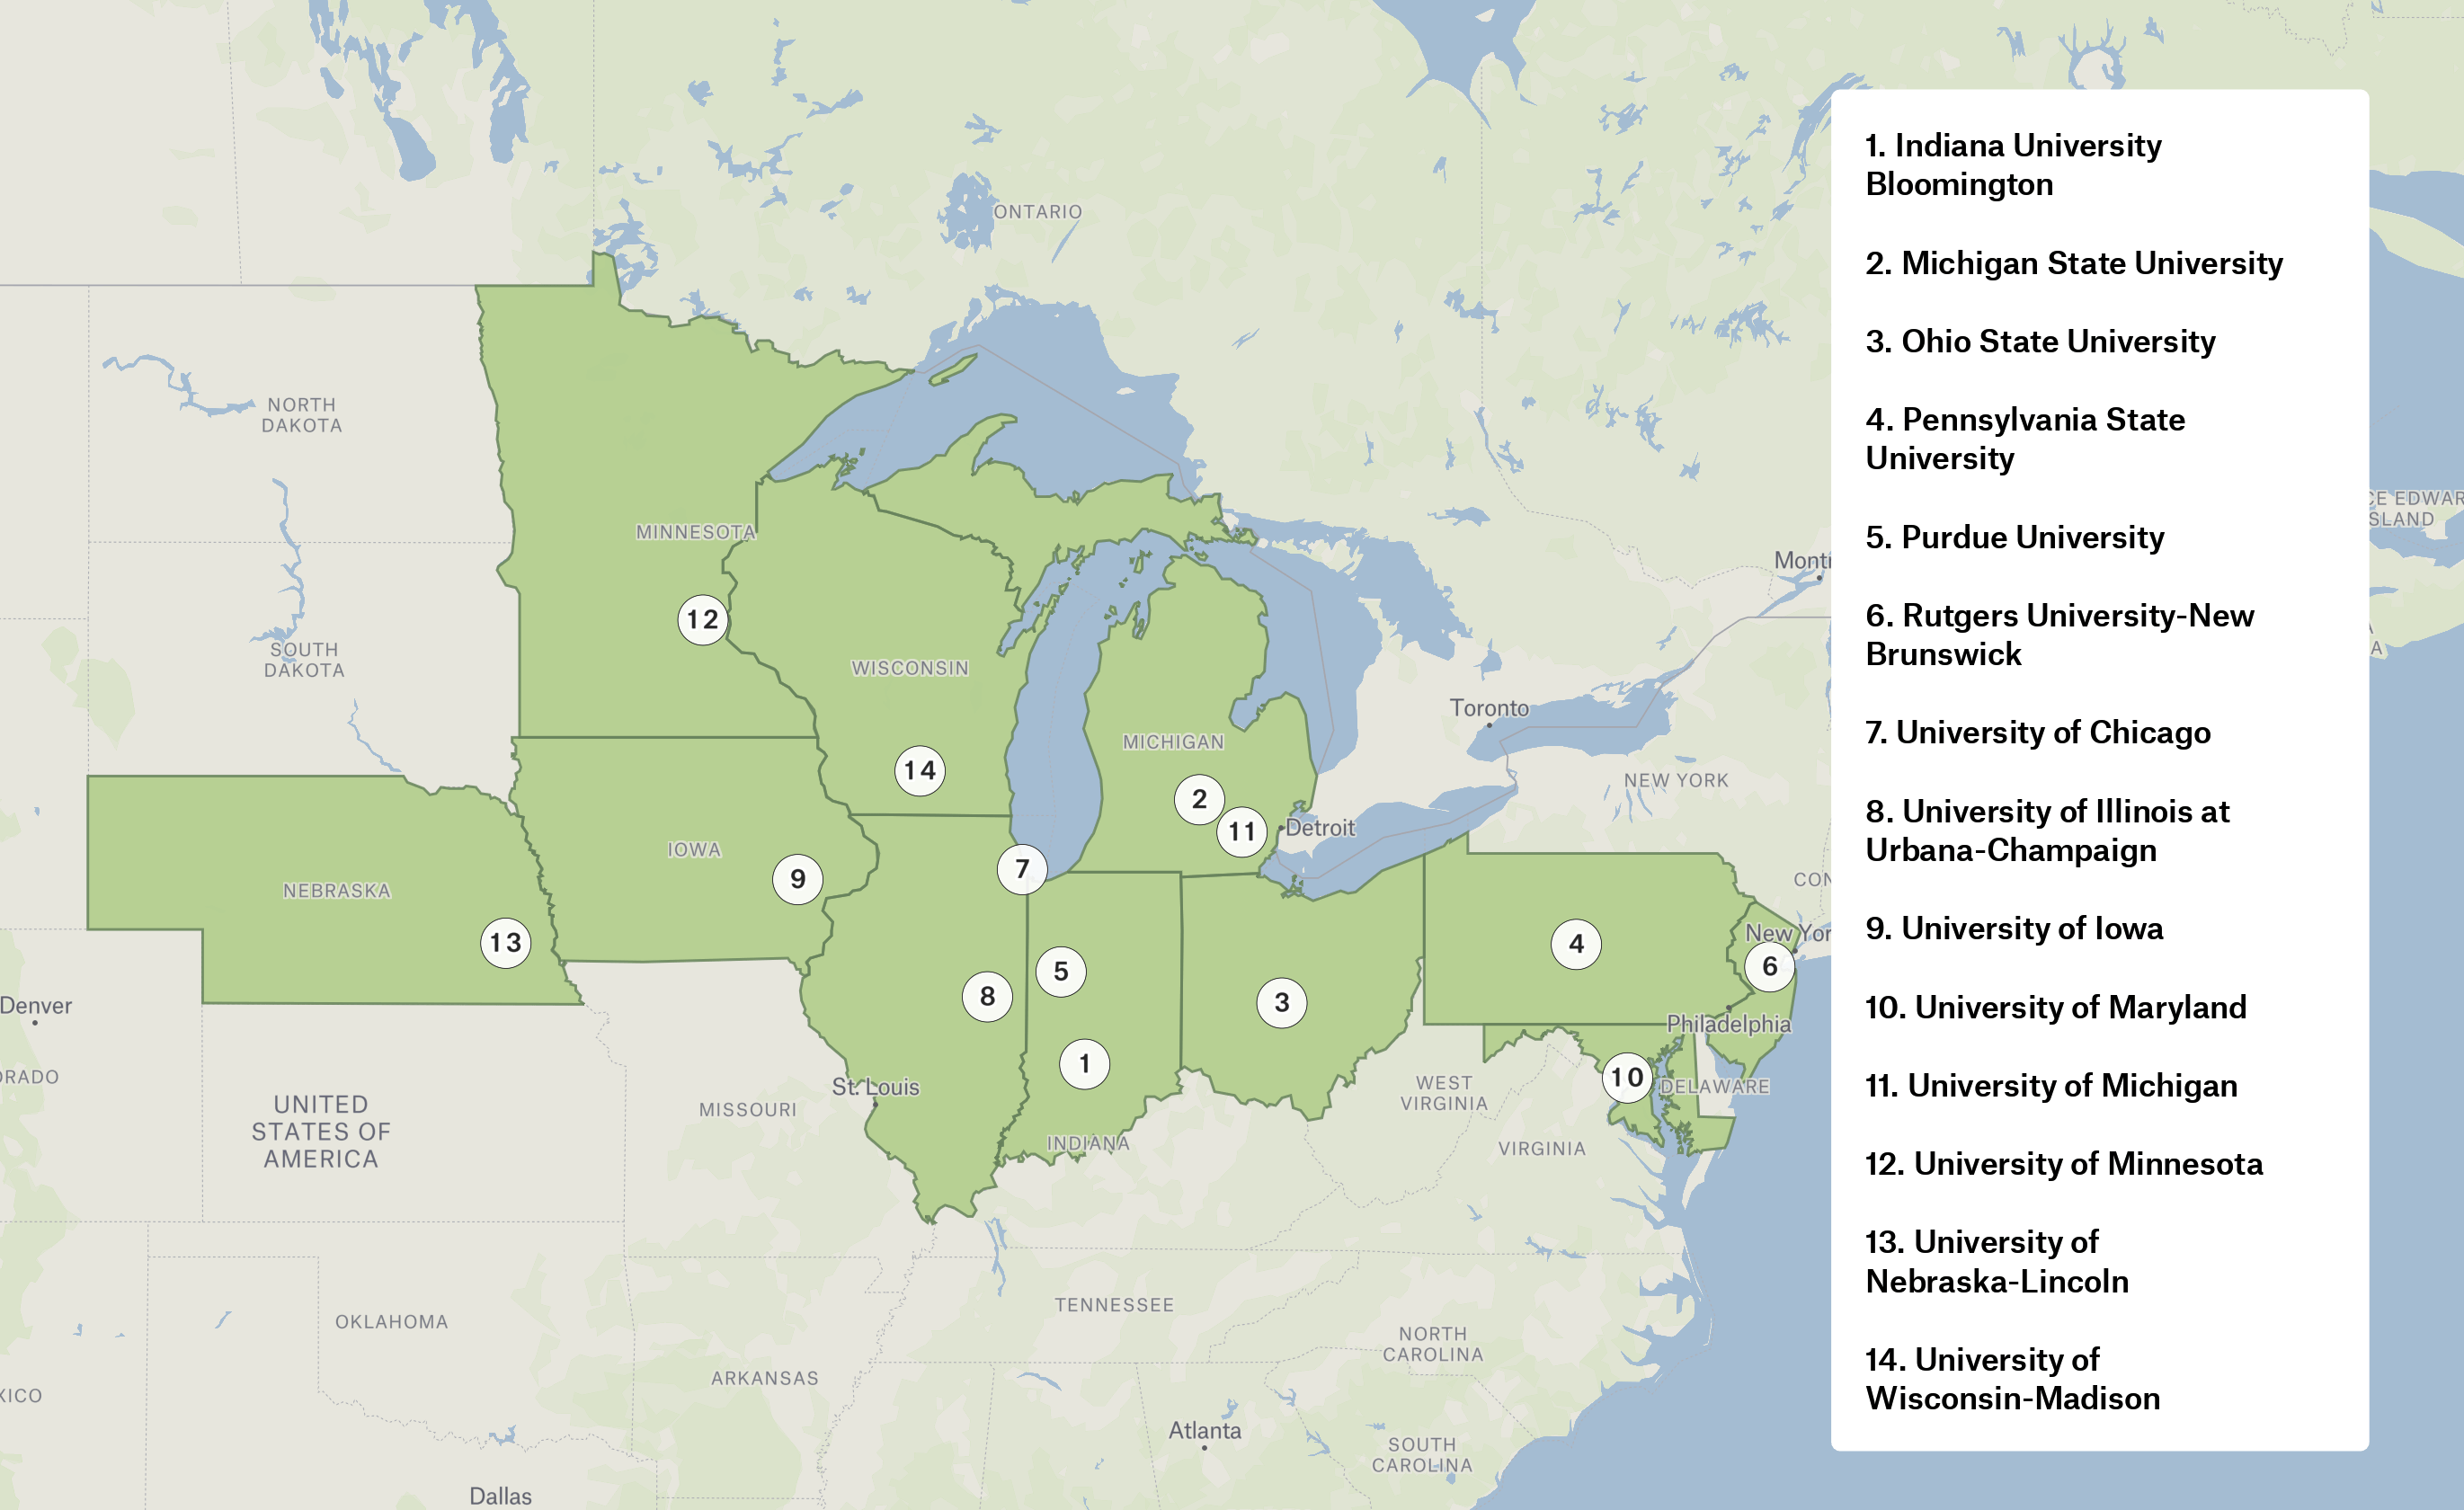 ONTARIO
NORTH
DAKOTA
MINNESOTA
SOUTH
DAKOTA
12
WISCONSIN
14
MICHIGAN
2
11
Detroit
Toronto
NEW YORK
IOWA
9
7
NEBRASKA
13
8
5
1
3
4
New Yor
6
Philadelphia
10
DELAWARE
Denver
ORADO
UNITED
STATES OF
AMERICA
MISSOURI
St. Louis
INDIANA
WEST
VIRGINIA
VIRGINIA
OKLAHOMA
TENNESSEE
NORTH
CAROLINA
ARKANSAS
XICO
Atlanta
SOUTH
CAROLINA
Dallas
Mont
CON
CE EDWAR
SLAND
A
1. Indiana University
Bloomington
2. Michigan State University
3. Ohio State University
4. Pennsylvania State
University
5. Purdue University
6. Rutgers University-New
Brunswick
7. University of Chicago
8. University of Illinois at
Urbana-Champaign
9. University of Iowa
10. University of Maryland
11. University of Michigan
12. University of Minnesota
13. University of
Nebraska-Lincoln
14. University of
Wisconsin-Madison